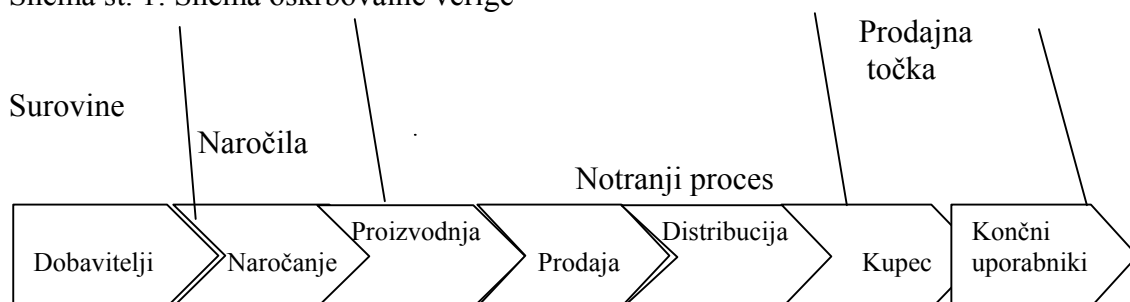 Shema št. 1: Shema oskrbovalne verige
Prodajna
točka
Surovine
Naročila
Notranji proces
Dobavitelji
Naročanje
Proizvodnja
Prodaja
Distribucija
Kupec
Končni
uporabniki